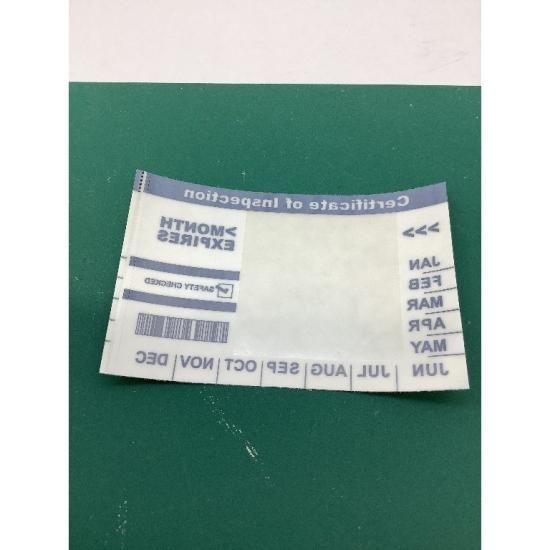 Certificate of Inspection
>>>
>MONTH
EXPIRES
JAN
FEB
SAFETY CHECKED
MAR
APR
MAY
JUN JUL AUG SEP OCT NOV DEC